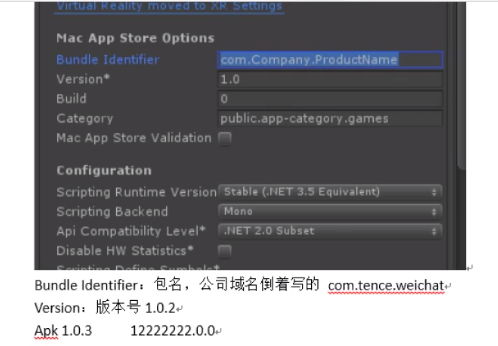 Virtual Reality moved to XR Settings
Mac App Store Options
Bundle Identifier com.Company.ProductName
Version* 1.0
Build 0
Category public.app-category.games
Mac App Store Validation
Configuration
Scripting Runtime Version Stable (.NET 3.5 Equivalent)
Scripting Backend Mono
Api Compatibility Level* .NET 2.0 Subset
Disable HW Statistics*
Scripting Define Symbols*
Bundle Identifier：包名，公司域名倒着写的 com.tence.weichat
Version：版本号 1.0.2
Apk 1.0.3 12222222.0.0